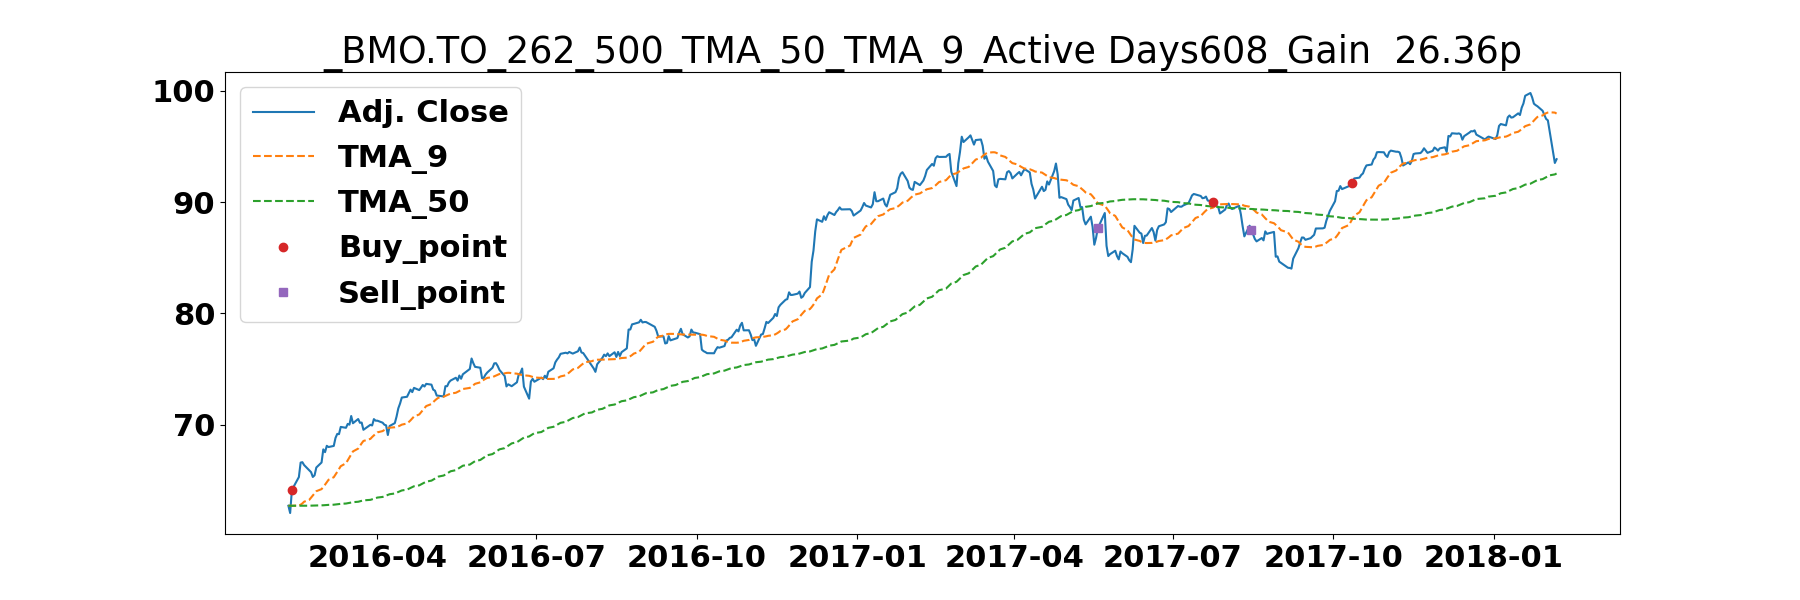 _BMO.TO_262_500_TMA_50_TMA_9_Active Days608_Gain  26.36p
100
90
80
70
Adj. Close
TMA_9
TMA_50
Buy_point
Sell_point
2016-04 2016-07 2016-10 2017-01 2017-04 2017-07 2017-10 2018-01